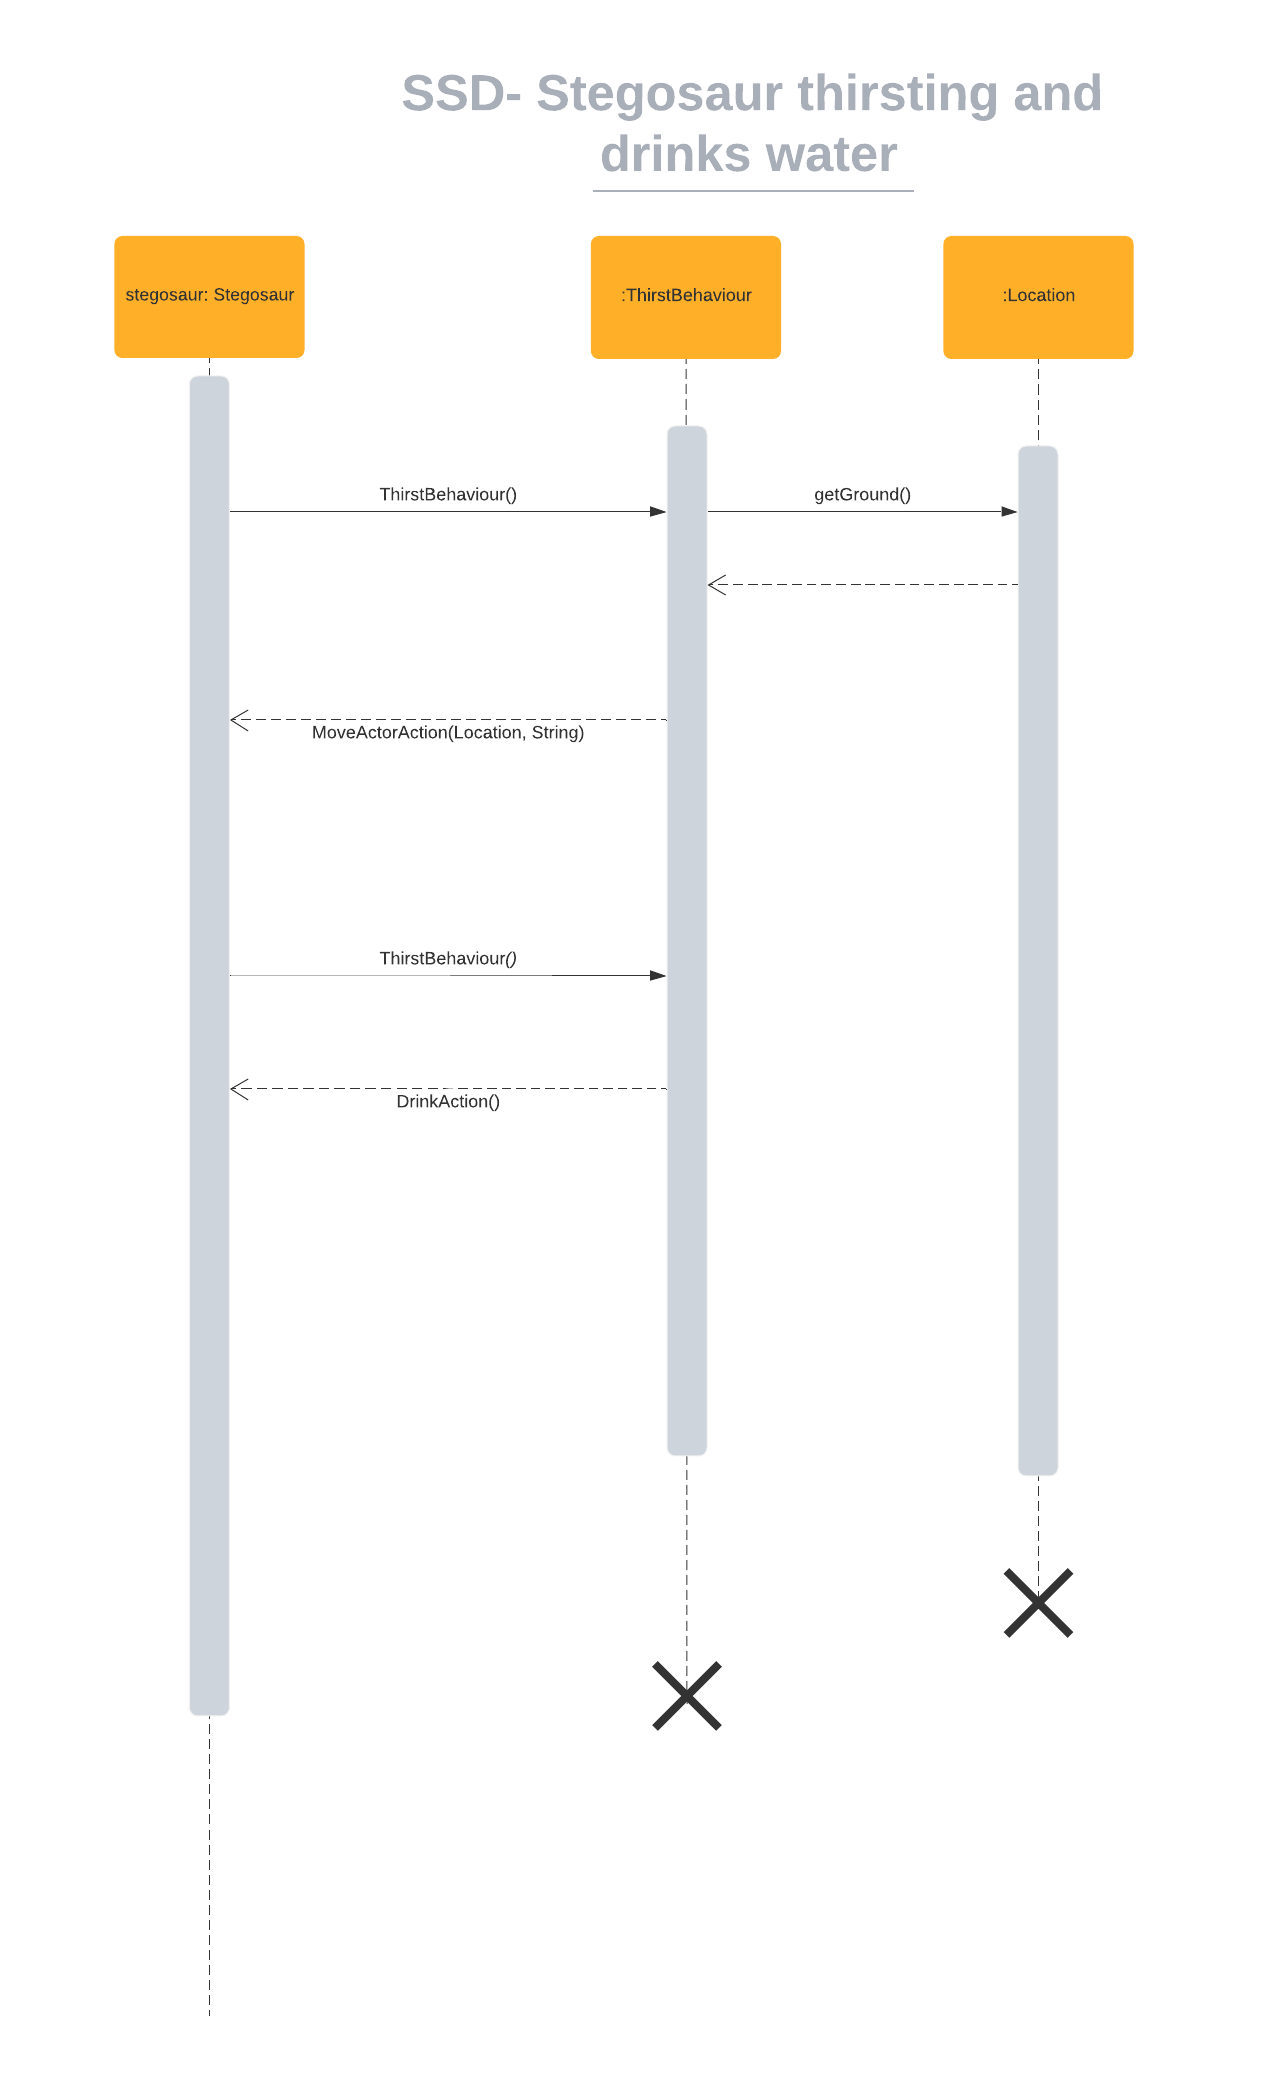 SSD- Stegosaur thirsting and
drinks water
stegosaur: Stegosaur
:ThirstBehaviour
:Location
ThirstBehaviour()
getGround()
MoveActorAction(Location, String)
ThirstBehaviour()
DrinkAction()